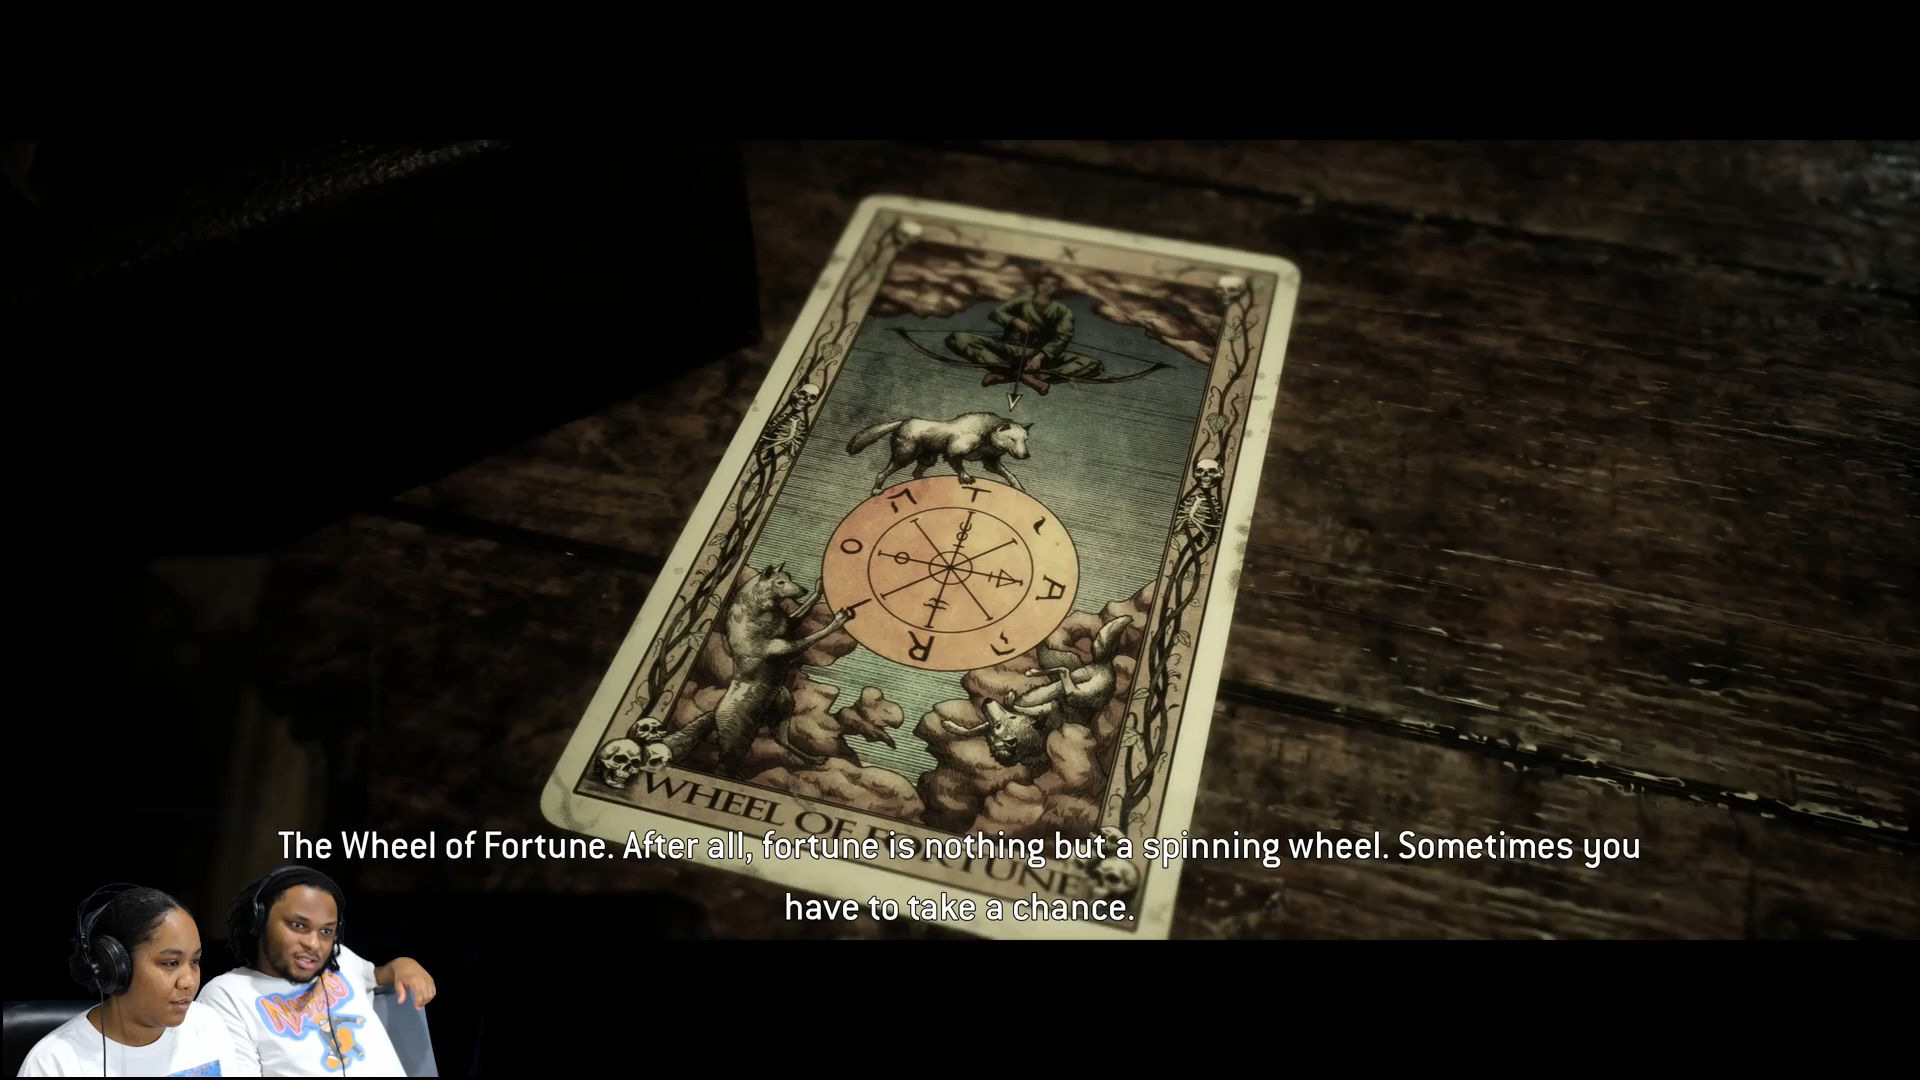 X
T
A
R
O
WHEEL OF FORTUNE
The Wheel of Fortune. After all, fortune is nothing but a spinning wheel. Sometimes you
have to take a chance.